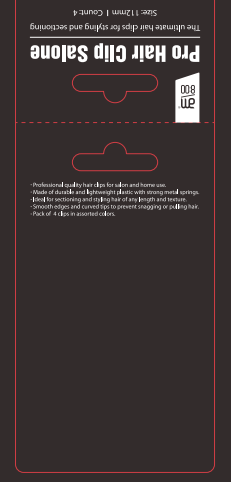 Pro Hair Clip Salone
The ultimate hair clips for styling and sectioning
Size: 112mm | Count: 4
am
8:00
- Professional quality hair clips for salon and home use.
- Made of durable and lightweight plastic with strong metal springs.
- Ideal for sectioning and styling hair of any length and texture.
- Smooth edges and curved tips to prevent snagging or pulling hair.
- Pack of 4 clips in assorted colors.